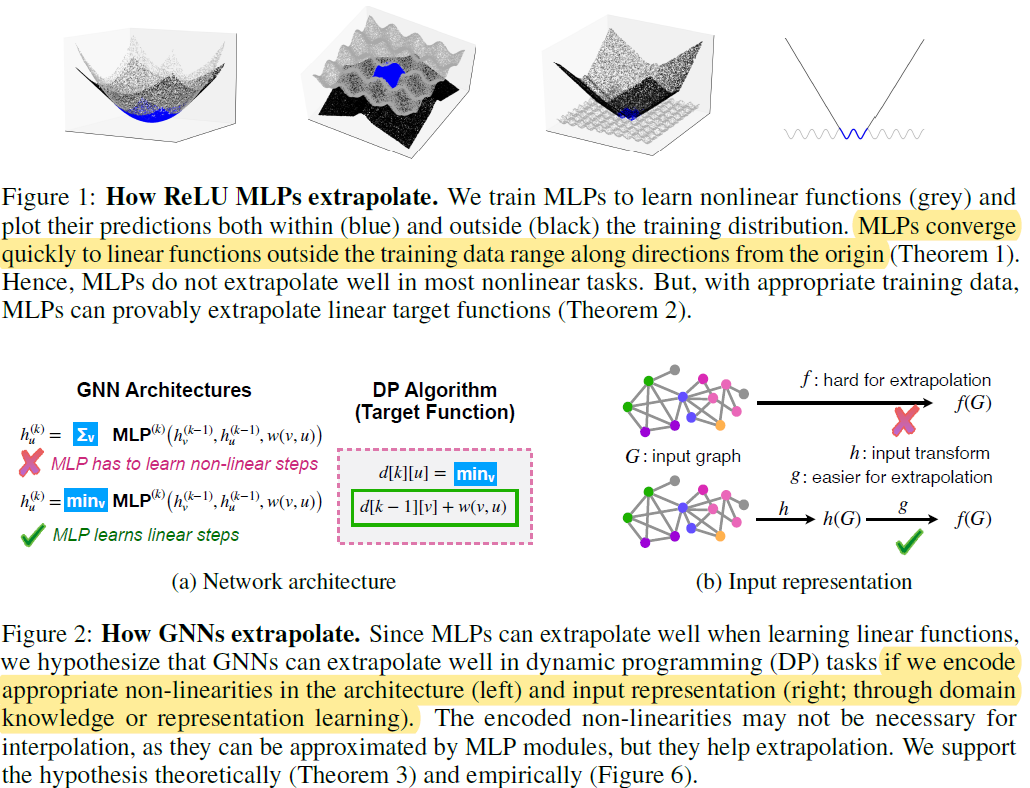 Figure 1: How ReLU MLPs extrapolate. We train MLPs to learn nonlinear functions (grey) and
plot their predictions both within (blue) and outside (black) the training distribution. MLPs converge
quickly to linear functions outside the training data range along directions from the origin (Theorem 1).
Hence, MLPs do not extrapolate well in most nonlinear tasks. But, with appropriate training data,
MLPs can provably extrapolate linear target functions (Theorem 2).
GNN Architectures
h_u^{(k)} = Σ_v MLP^{(k)}(h_v^{(k−1)}, h_u^{(k−1)}, w(v, u))
MLP has to learn non-linear steps
h_u^{(k)} = min_v MLP^{(k)}(h_v^{(k−1)}, h_u^{(k−1)}, w(v, u))
MLP learns linear steps
DP Algorithm
(Target Function)
d[k][u] = min_v
d[k − 1][v] + w(v, u)
(a) Network architecture
f : hard for extrapolation
f(G)
G : input graph
h : input transform
g : easier for extrapolation
h
h(G)
g
f(G)
(b) Input representation
Figure 2: How GNNs extrapolate. Since MLPs can extrapolate well when learning linear functions,
we hypothesize that GNNs can extrapolate well in dynamic programming (DP) tasks if we encode
appropriate non-linearities in the architecture (left) and input representation (right; through domain
knowledge or representation learning). The encoded non-linearities may not be necessary for
interpolation, as they can be approximated by MLP modules, but they help extrapolation. We support
the hypothesis theoretically (Theorem 3) and empirically (Figure 6).